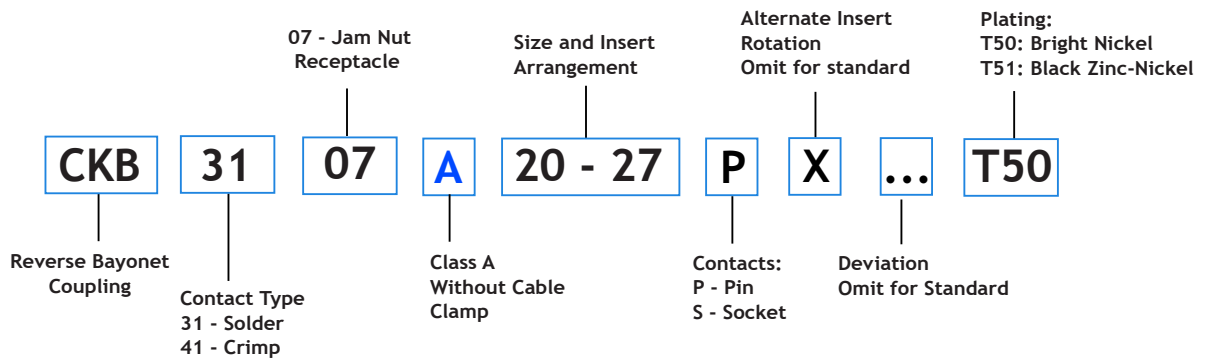 07 - Jam Nut
Receptacle
Size and Insert
Arrangement
Alternate Insert
Rotation
Omit for standard
Plating:
T50: Bright Nickel
T51: Black Zinc-Nickel
CKB 31 07 A 20 - 27 P X ... T50
Reverse Bayonet
Coupling
Contact Type
31 - Solder
41 - Crimp
Class A
Without Cable
Clamp
Contacts:
P - Pin
S - Socket
Deviation
Omit for Standard